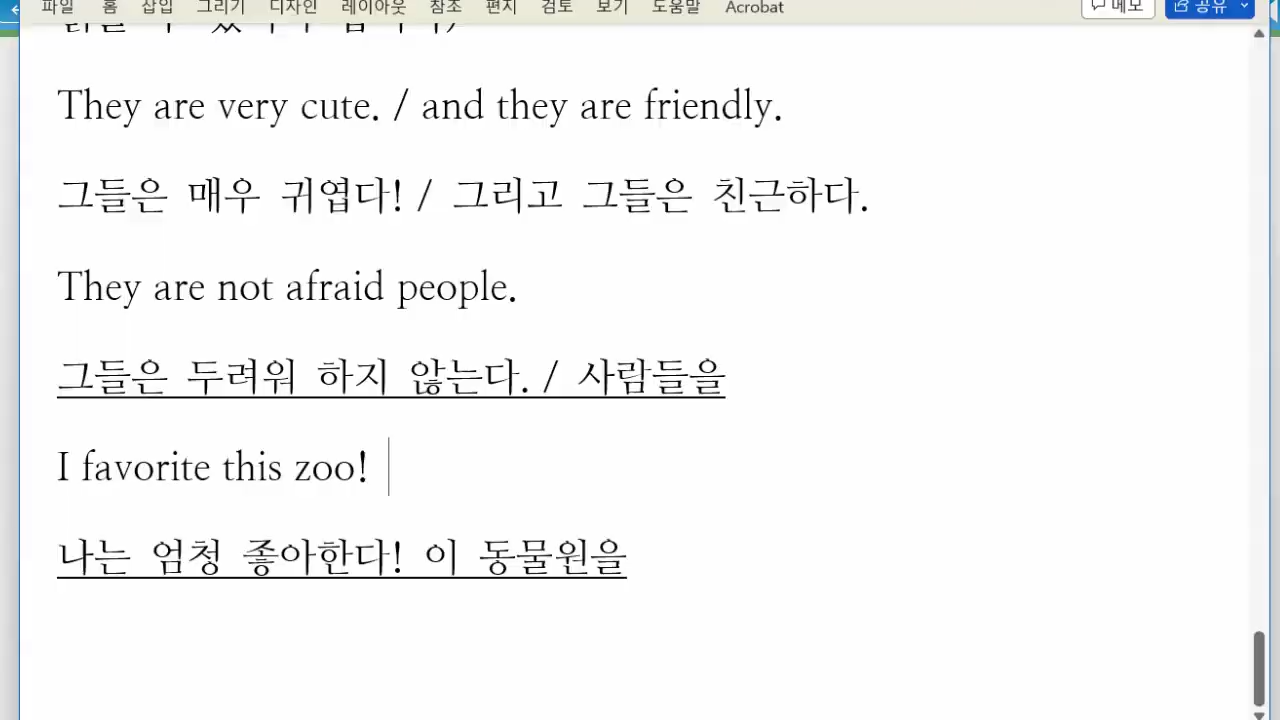 파일 홈 삽입 그리기 디자인 레이아웃 참조 편지 검토 보기 도움말 Acrobat 메모 공유
They are very cute. / and they are friendly.
그들은 매우 귀엽다! / 그리고 그들은 친근하다.
They are not afraid people.
그들은 두려워 하지 않는다. / 사람들을
I favorite this zoo!
나는 엄청 좋아한다! 이 동물원을